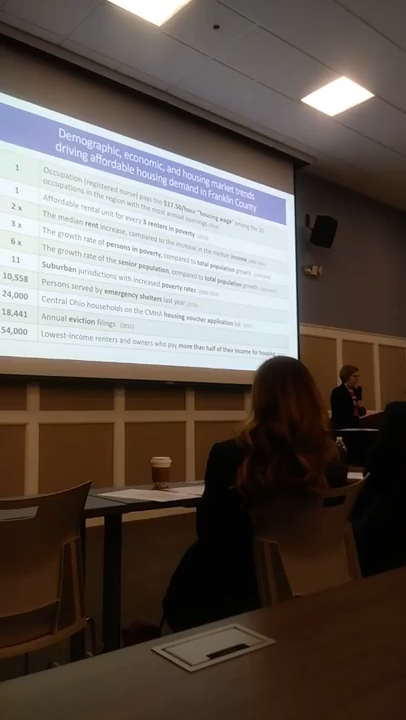 Demographic, economic, and housing market trends
driving affordable housing demand in Franklin County
1 Occupation (registered nurse) pays the $17.50/hour "housing wage" among the
occupations in the region with the most annual openings
1 Affordable rental unit for every 3 renters in poverty
2 x The median rent increase, compared to the increase in the median income
3 x The growth rate of persons in poverty, compared to total population growth
6 x The growth rate of the senior population, compared to total population growth
11 Suburban jurisdictions with increased poverty rates
10,558 Persons served by emergency shelters last year
24,000 Central Ohio households on the CMHA housing voucher application list
18,441 Annual eviction filings (2015)
54,000 Lowest-income renters and owners who pay more than half of their income for housing